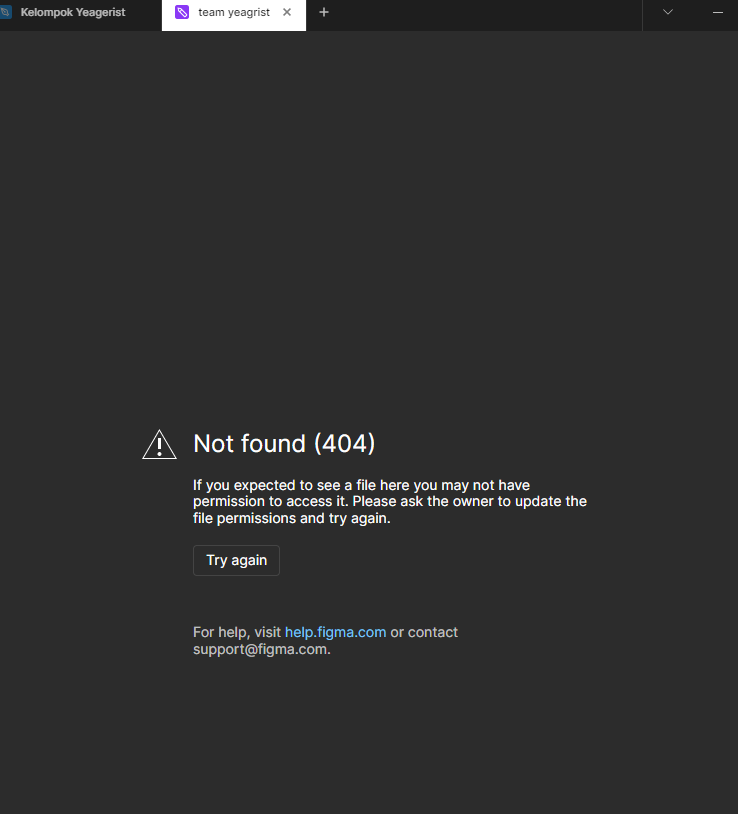 Kelompok Yeagerist
team yeagrist
Not found (404)
If you expected to see a file here you may not have
permission to access it. Please ask the owner to update the
file permissions and try again.
Try again
For help, visit help.figma.com or contact
support@figma.com.